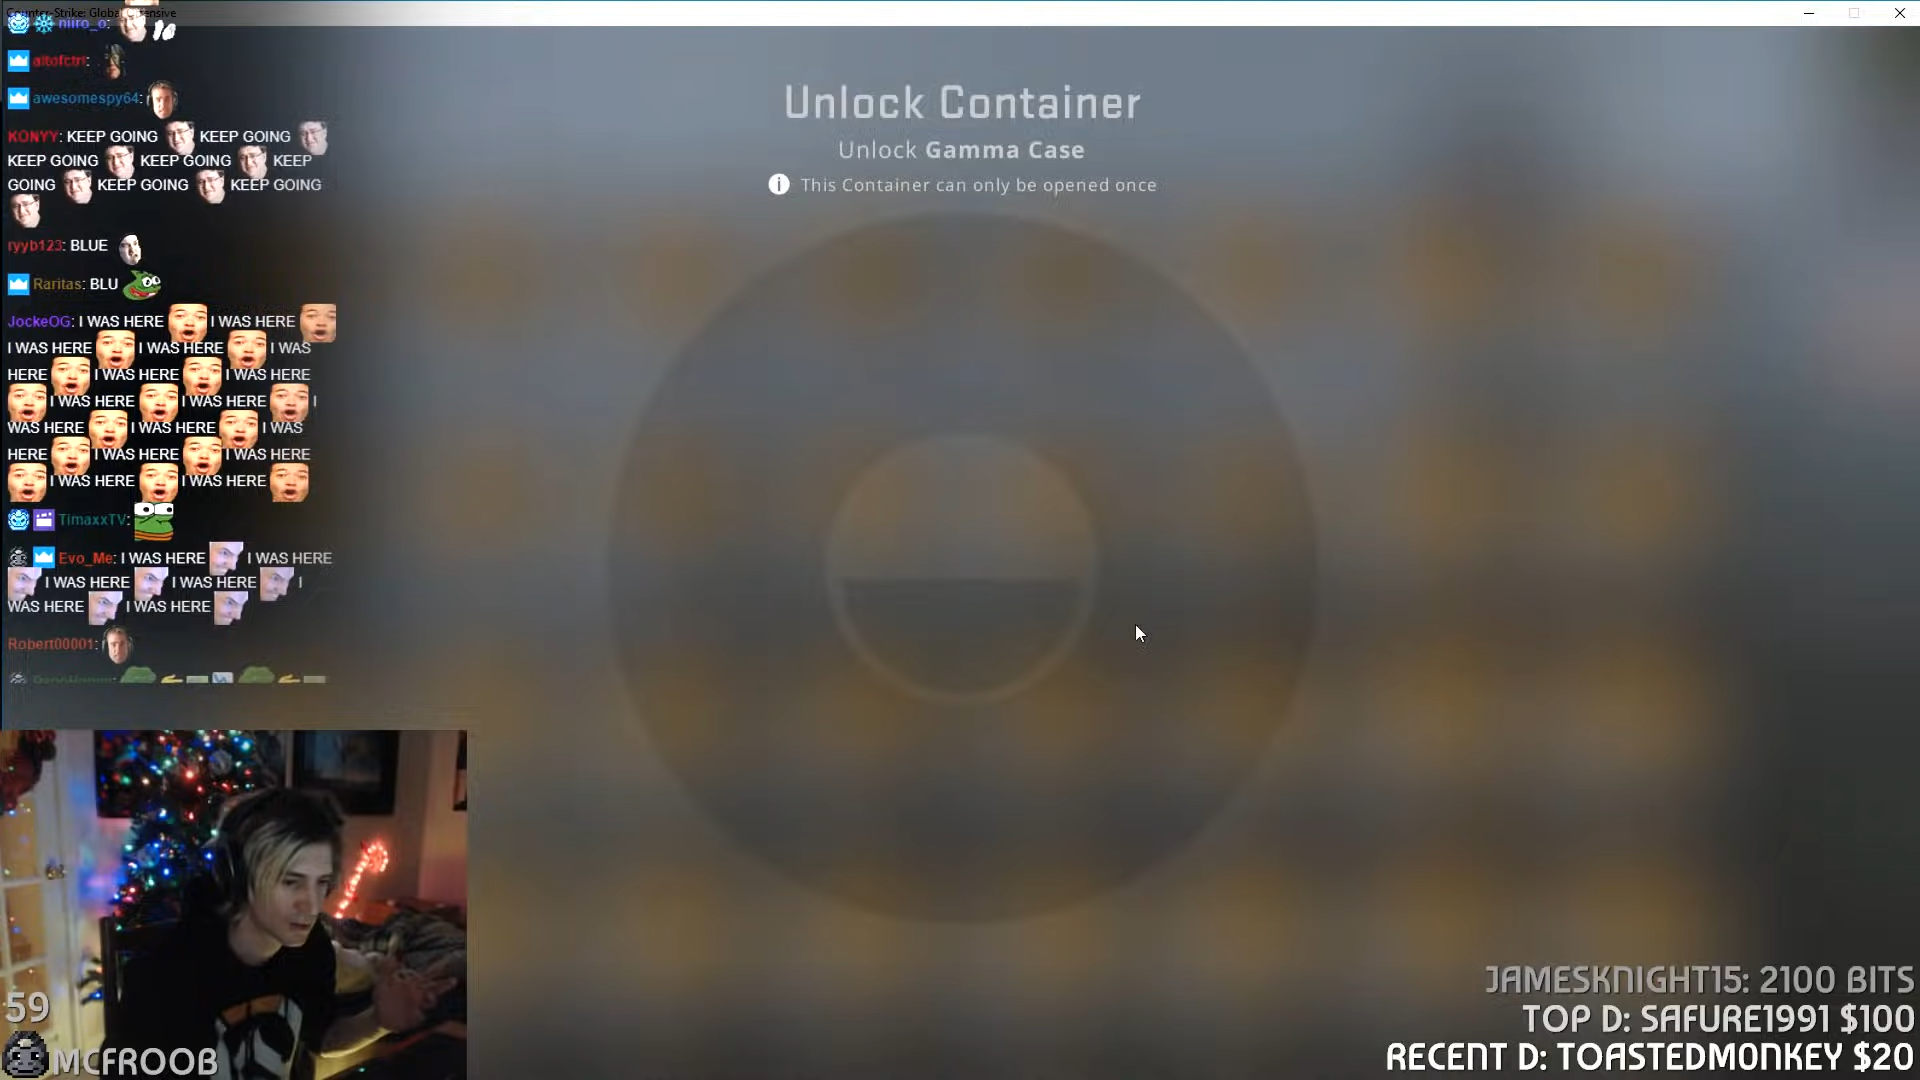 Counter-Strike: Global Offensive
niiro_o:
altofctrl:
awesomespy64:
KONYY: KEEP GOING KEEP GOING
KEEP GOING KEEP GOING KEEP
GOING KEEP GOING KEEP GOING
ryyb123: BLUE
Raritas: BLU
JockeOG: I WAS HERE I WAS HERE
I WAS HERE I WAS HERE I WAS
HERE I WAS HERE I WAS HERE
I WAS HERE I WAS HERE I
WAS HERE I WAS HERE I WAS
HERE I WAS HERE I WAS HERE
I WAS HERE I WAS HERE
TimaxxTV:
Evo_Me: I WAS HERE I WAS HERE
I WAS HERE I WAS HERE I
WAS HERE I WAS HERE
Robert00001:
Unlock Container
Unlock Gamma Case
i This Container can only be opened once
59
MCFROOB
JAMESKNIGHT15: 2100 BITS
TOP D: SAFURE1991 $100
RECENT D: TOASTEDMONKEY $20